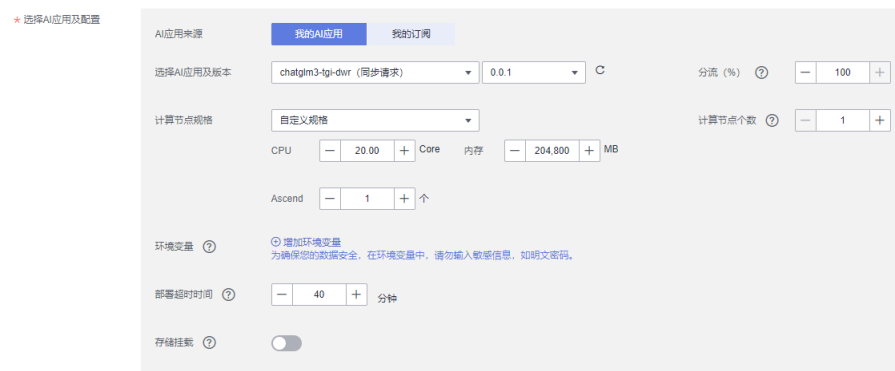 * 选择AI应用及配置
AI应用来源 我的AI应用 我的订阅
选择AI应用及版本 chatglm3-tgi-dwr（同步请求） 0.0.1 分流（%） ? — 100 +
计算节点规格 自定义规格 计算节点个数 ? — 1 +
CPU — 20.00 + Core 内存 — 204,800 + MB
Ascend — 1 + 个
环境变量 ? ⊕ 增加环境变量
为确保您的数据安全，在环境变量中，请勿输入敏感信息，如明文密码。
部署超时时间 ? — 40 + 分钟
存储挂载 ?